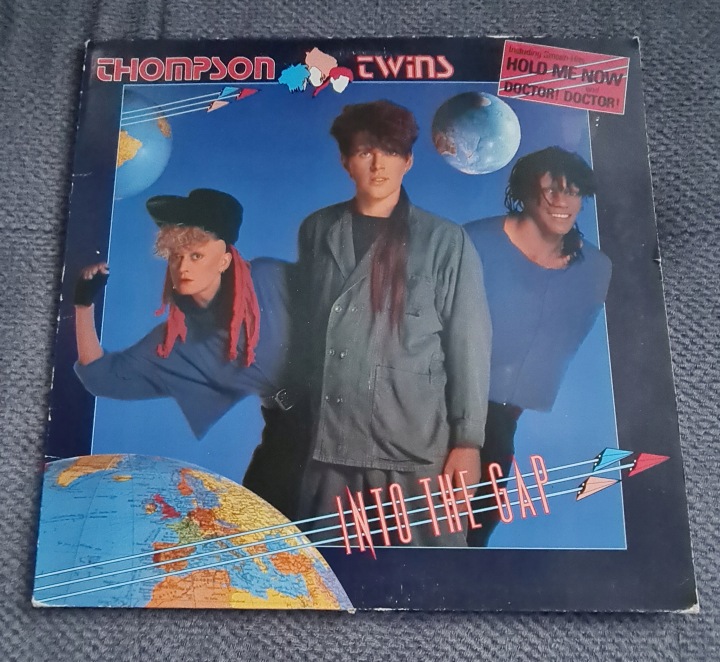 THOMPSON TWINS
Including Smash Hits
HOLD ME NOW
and
DOCTOR! DOCTOR!
INTO THE GAP